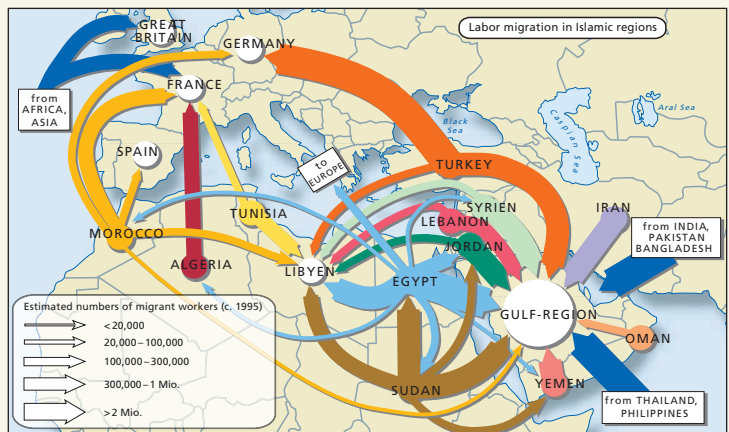 Labor migration in Islamic regions
GREAT
BRITAIN
GERMANY
FRANCE
from
AFRICA,
ASIA
Aral Sea
Caspian Sea
Black
Sea
SPAIN
to
EUROPE
TURKEY
SYRIEN
LEBANON
JORDAN
IRAN
from INDIA,
PAKISTAN
BANGLADESH
TUNISIA
MOROCCO
ALGERIA
LIBYEN
EGYPT
GULF-REGION
OMAN
YEMEN
SUDAN
from THAILAND,
PHILIPPINES
Estimated numbers of migrant workers (c. 1995)
<20,000
20,000–100,000
100,000–300,000
300,000–1 Mio.
>2 Mio.